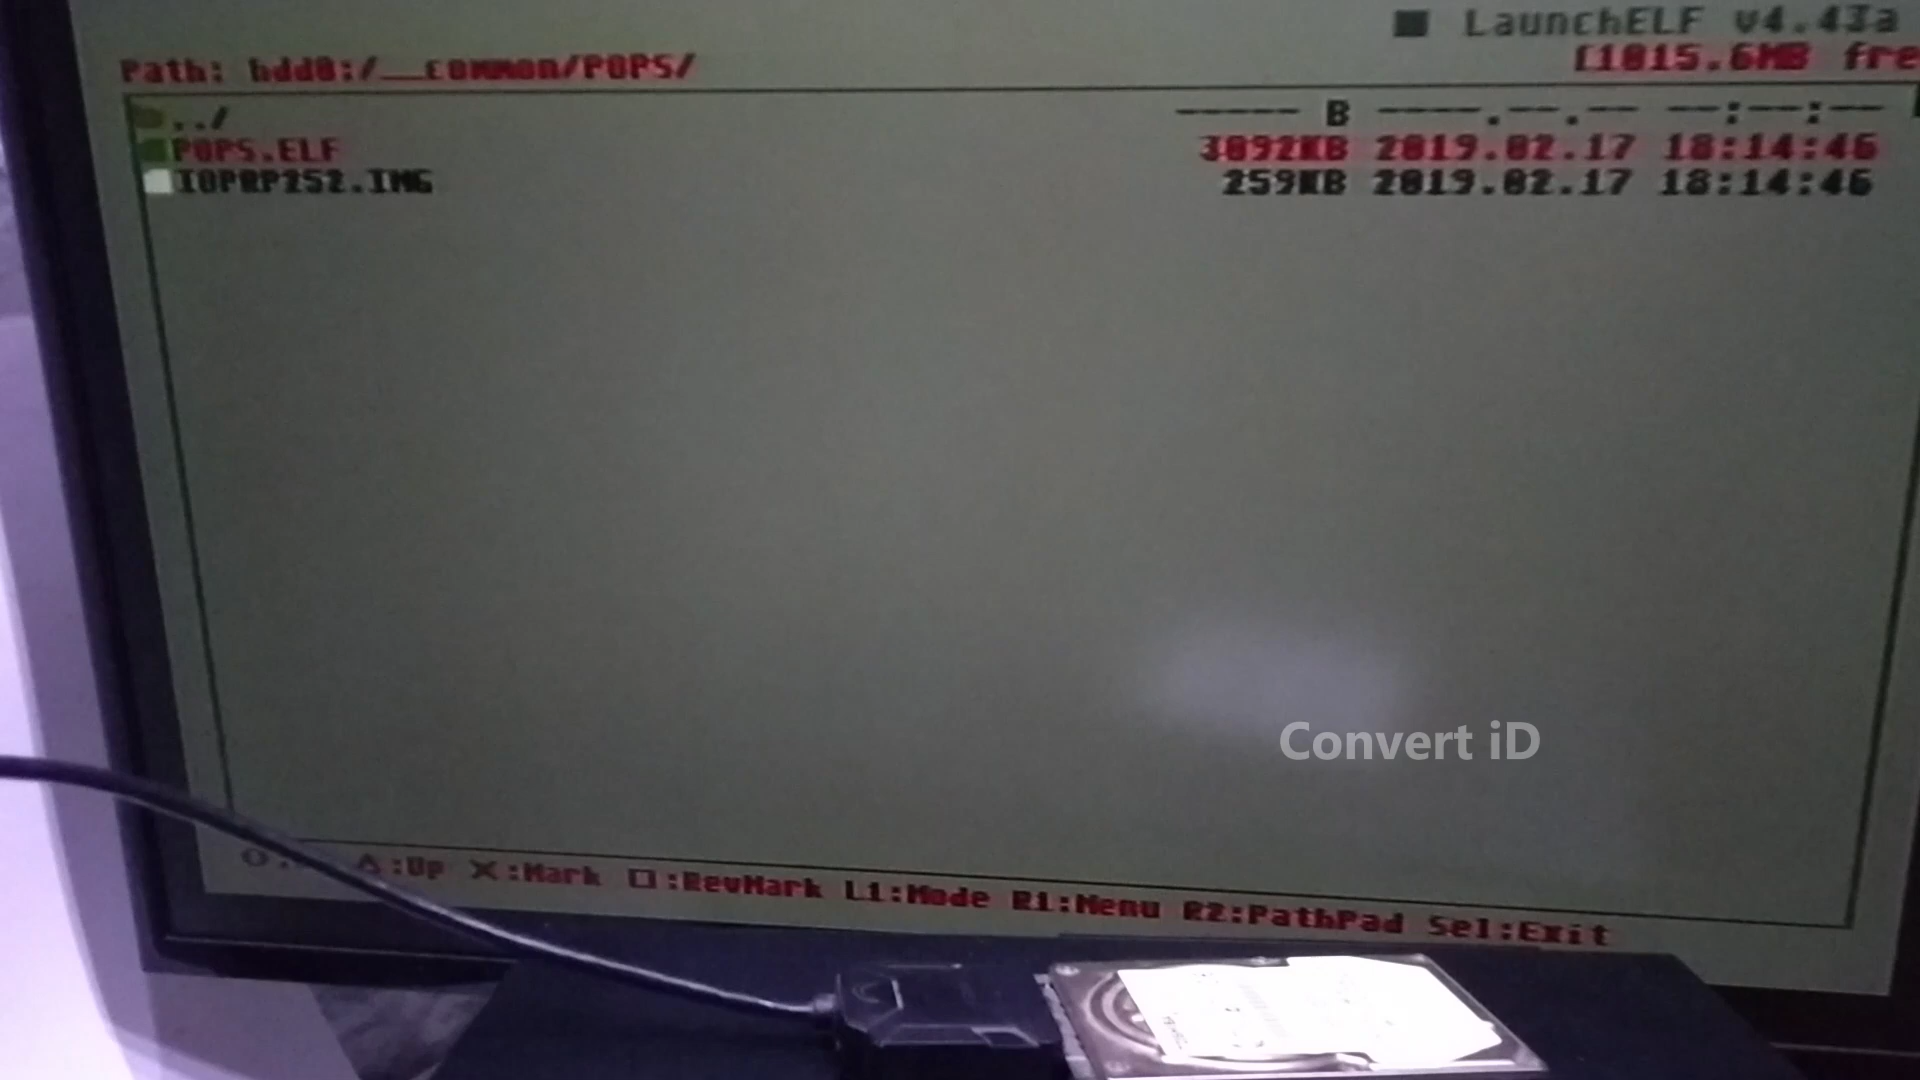 ■ LaunchELF v4.43a
Path: hdd0:/__common/POPS/ [1015.6MB fre
../ ----- B ----.--.-- --:--:--
POPS.ELF 3092KB 2019.02.17 18:14:46
IOPRP252.IMG 259KB 2019.02.17 18:14:46
Convert iD
△:Up ✕:Mark □:RevMark L1:Mode R1:Menu R2:PathPad Sel:Exit